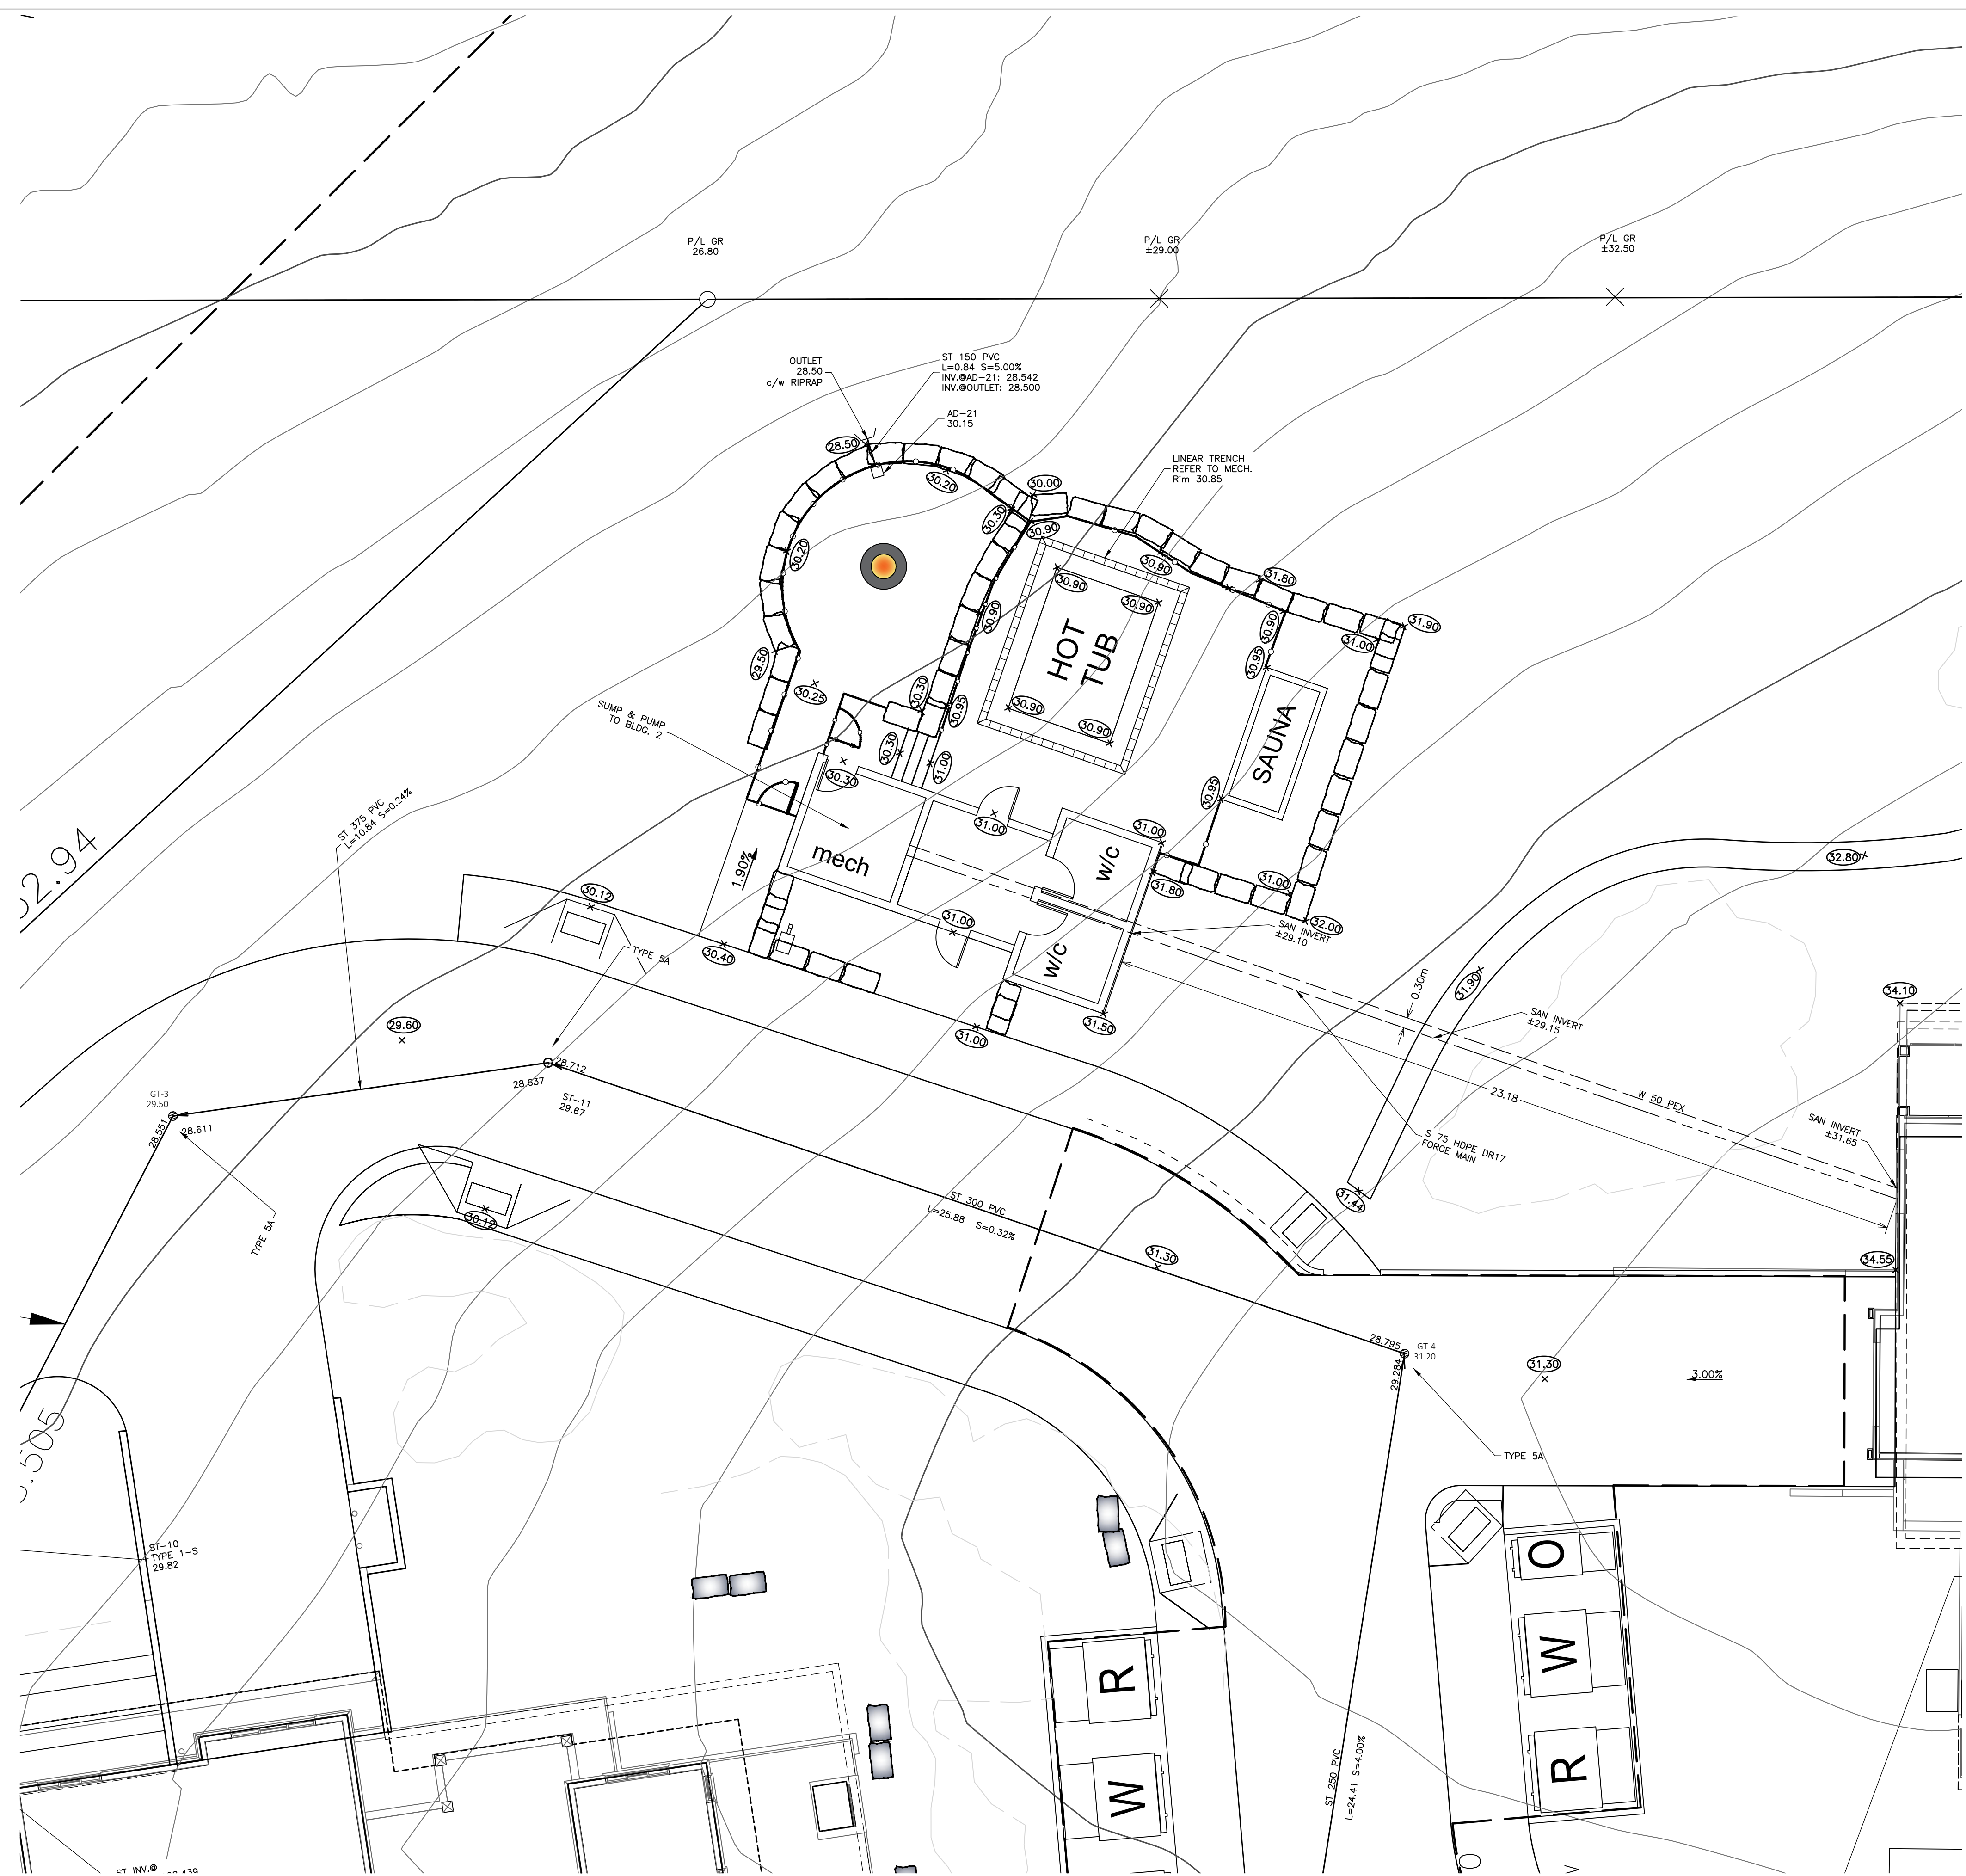 P/L GR
26.80
P/L GR
±29.00
P/L GR
±32.50
OUTLET
28.50
c/w RIPRAP
ST 150 PVC
L=0.84 S=5.00%
INV.@AD-21: 28.542
INV.@OUTLET: 28.500
AD-21
30.15
28.50
30.20
LINEAR TRENCH
REFER TO MECH.
Rim 30.85
30.00
30.30
30.90
30.20
30.90
31.80
30.90
30.90
30.90
30.90
31.90
31.00
HOT
TUB
29.50
30.25
30.95
30.30
30.95
30.90
30.90
SUMP & PUMP
TO BLDG. 2
30.30
30.30
31.00
SAUNA
30.95
31.00
31.00
mech
w/c
31.80
31.00
32.00
32.80
ST 375 PVC
L=10.84 S=0.24%
1.90%
30.12
31.00
w/c
SAN INVERT
±29.10
TYPE 5A
30.40
31.00
31.50
0.30m
31.90
SAN INVERT
±29.15
34.10
29.60
28.712
28.637
ST-11
29.67
GT-3
29.50
28.551
28.611
23.18
W 50 PEX
SAN INVERT
±31.65
S 75 HDPE DR17
FORCE MAIN
TYPE 5A
30.12
ST 300 PVC
L=25.88 S=0.32%
31.44
31.30
34.55
28.795
GT-4
31.20
29.284
31.30
3.00%
TYPE 5A
ST-10
TYPE 1-S
29.82
O
W
R
R
W
ST 250 PVC
L=24.41 S=4.00%
O
ST INV.@